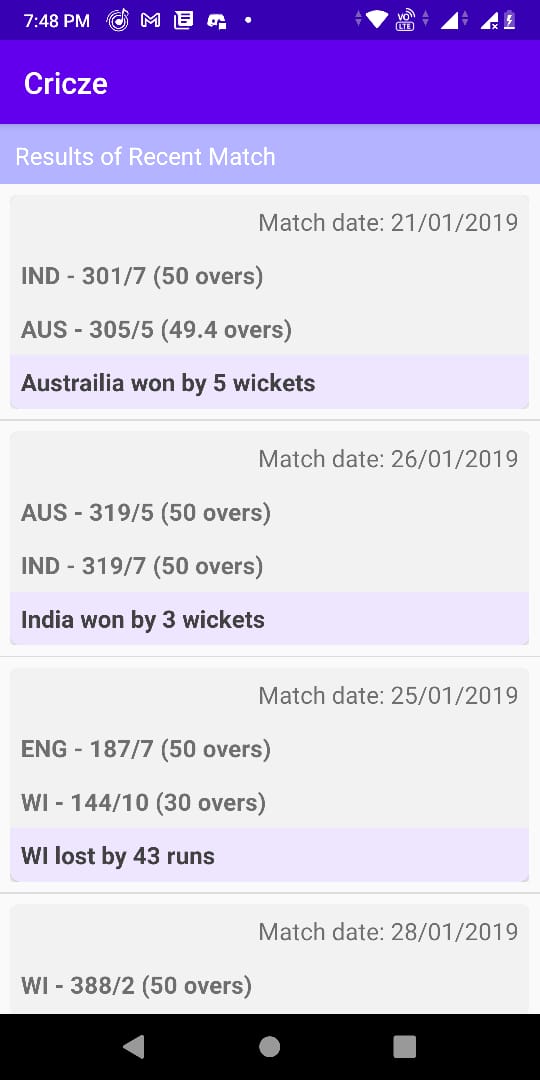 7:48 PM
VO
LTE
Cricze
Results of Recent Match
Match date: 21/01/2019
IND - 301/7 (50 overs)
AUS - 305/5 (49.4 overs)
Austrailia won by 5 wickets
Match date: 26/01/2019
AUS - 319/5 (50 overs)
IND - 319/7 (50 overs)
India won by 3 wickets
Match date: 25/01/2019
ENG - 187/7 (50 overs)
WI - 144/10 (30 overs)
WI lost by 43 runs
Match date: 28/01/2019
WI - 388/2 (50 overs)